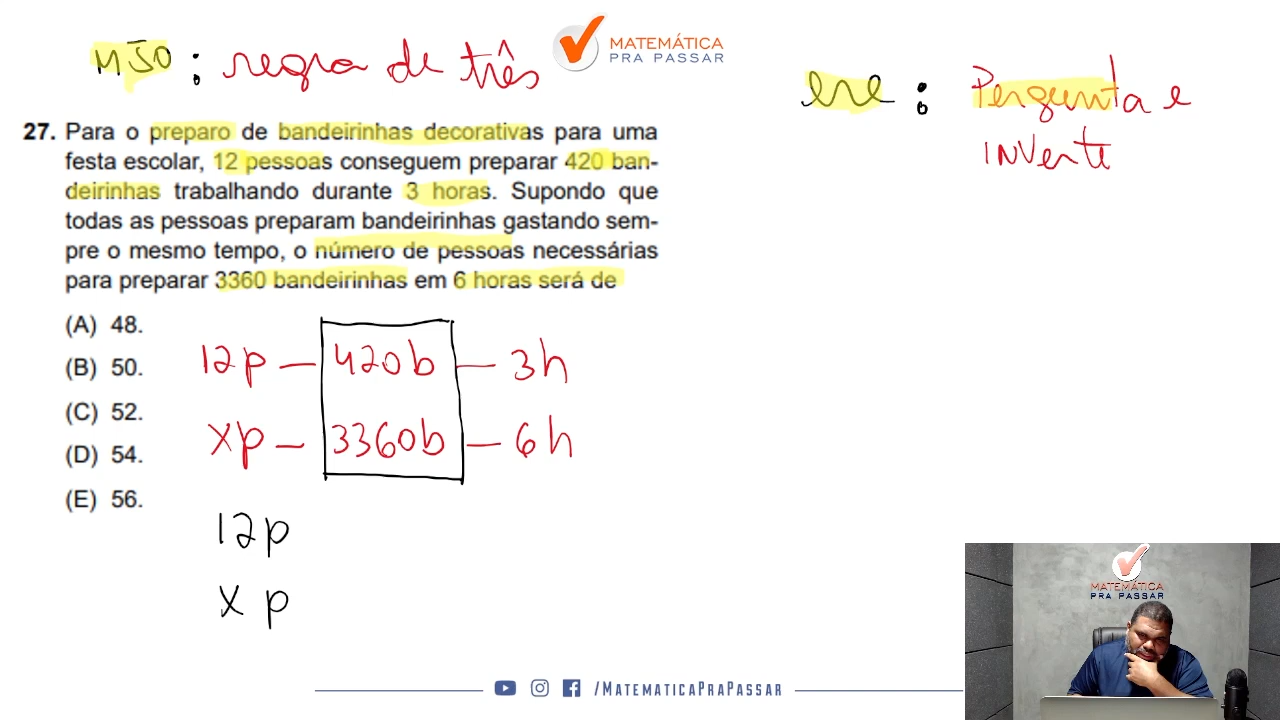 MJO : regra de três
MATEMÁTICA
PRA PASSAR
Pergunta e
INVerte
27. Para o preparo de bandeirinhas decorativas para uma
festa escolar, 12 pessoas conseguem preparar 420 ban-
deirinhas trabalhando durante 3 horas. Supondo que
todas as pessoas preparam bandeirinhas gastando sem-
pre o mesmo tempo, o número de pessoas necessárias
para preparar 3360 bandeirinhas em 6 horas será de
(A) 48.
(B) 50.
(C) 52.
(D) 54.
(E) 56.
12p — 420b — 3h
xp — 3360b — 6h
12p
xp
MATEMÁTICA
PRA PASSAR
/MATEMATICAPRAPASSAR